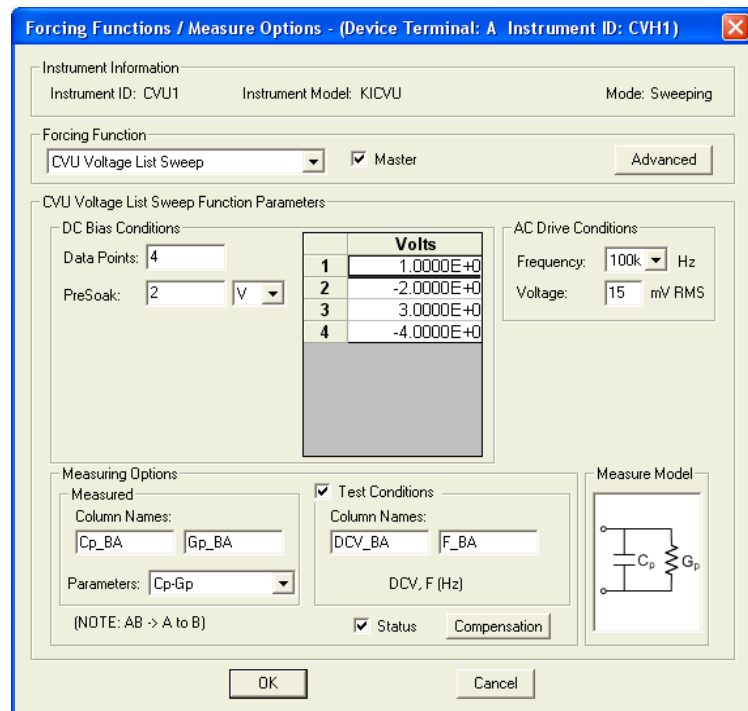 Forcing Functions / Measure Options - (Device Terminal: A Instrument ID: CVH1)
Instrument Information
Instrument ID: CVU1 Instrument Model: KICVU Mode: Sweeping
Forcing Function
CVU Voltage List Sweep Master Advanced
CVU Voltage List Sweep Function Parameters
DC Bias Conditions
Data Points: 4
PreSoak: 2 V
Volts
1 1.0000E+0
2 -2.0000E+0
3 3.0000E+0
4 -4.0000E+0
AC Drive Conditions
Frequency: 100k Hz
Voltage: 15 mV RMS
Measuring Options
Measured
Column Names:
Cp_BA Gp_BA
Parameters: Cp-Gp
(NOTE: AB -> A to B)
Test Conditions
Column Names:
DCV_BA F_BA
DCV, F (Hz)
Status Compensation
Measure Model
Cp Gp
OK Cancel